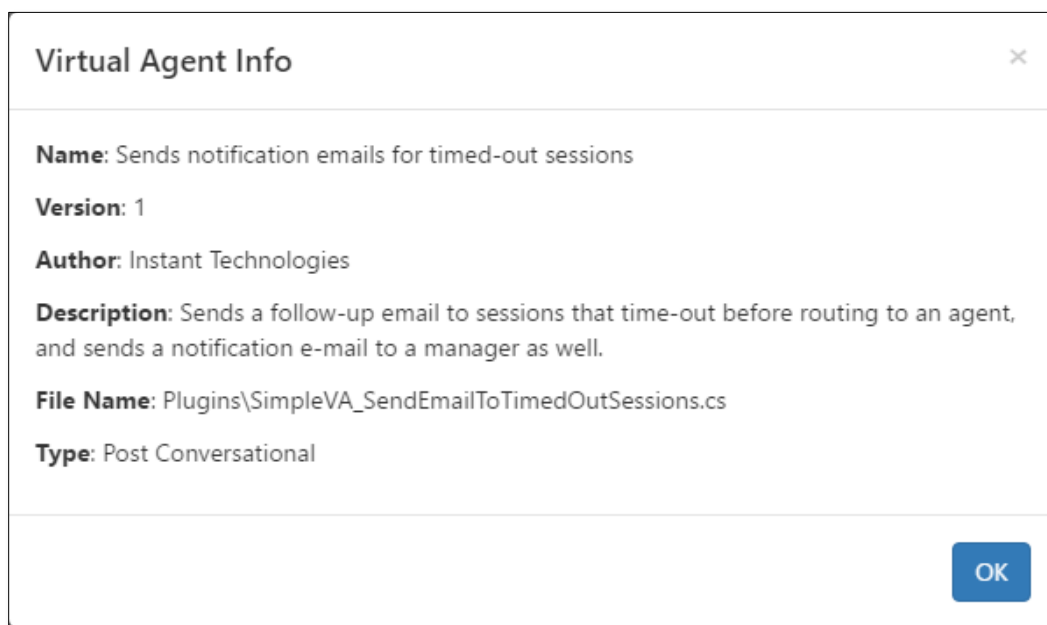 Virtual Agent Info
×
Name: Sends notification emails for timed-out sessions
Version: 1
Author: Instant Technologies
Description: Sends a follow-up email to sessions that time-out before routing to an agent,
and sends a notification e-mail to a manager as well.
File Name: Plugins\SimpleVA_SendEmailToTimedOutSessions.cs
Type: Post Conversational
OK